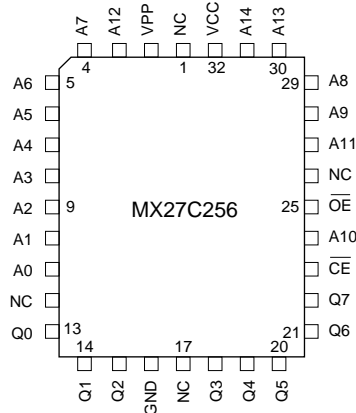 A7 A12 VPP NC VCC A14 A13
4 1 32 30
A6 5 29 A8
A5 A9
A4 A11
A3 NC
A2 9 MX27C256 25 OE
A1 A10
A0 CE
NC Q7
Q0 13 21 Q6
14 17 20
Q1 Q2 GND NC Q3 Q4 Q5